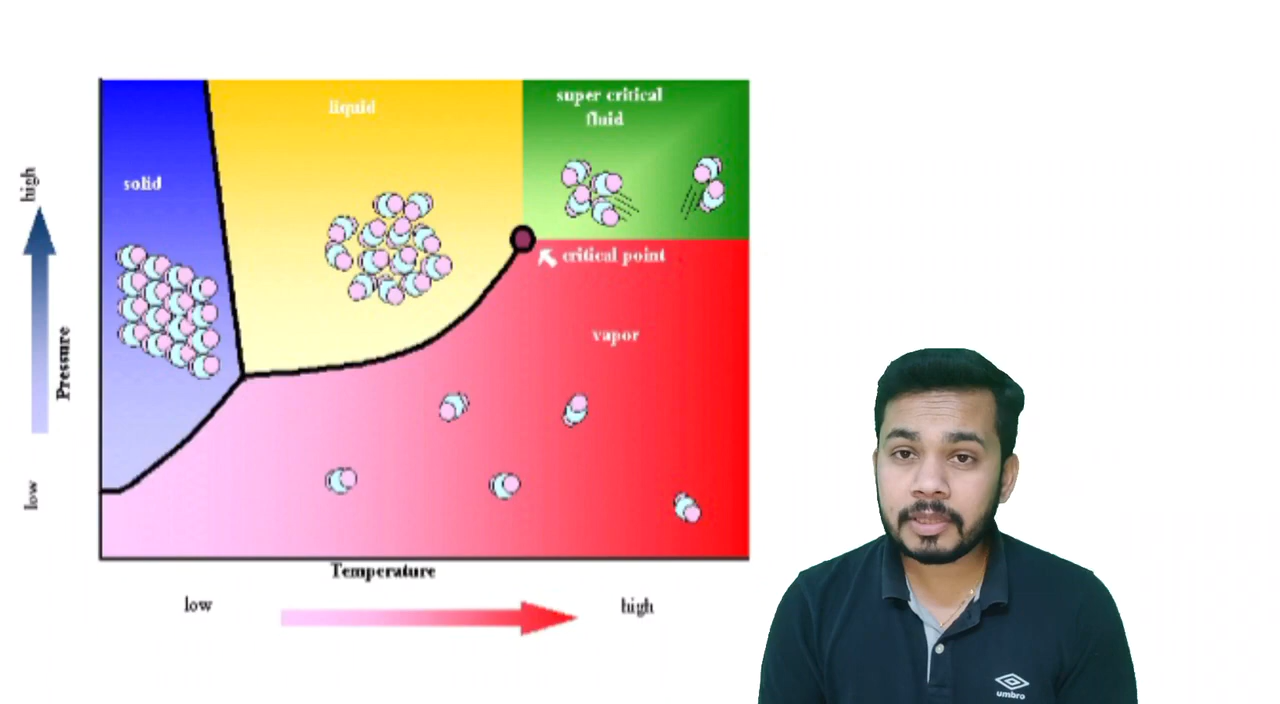 super critical
fluid
liquid
solid
high
critical point
vapor
Pressure
low
Temperature
low
high
umbro